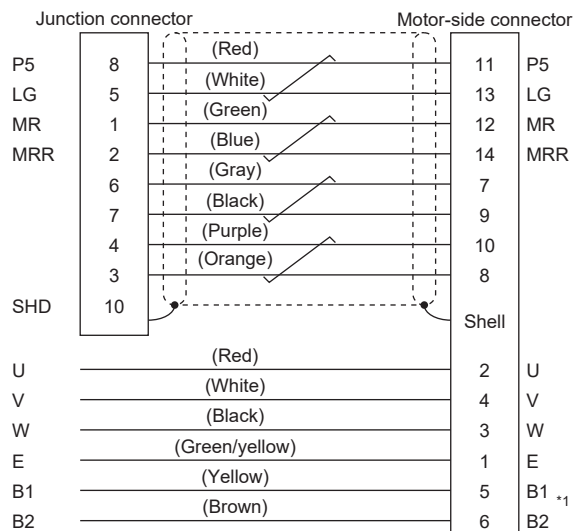 Junction connector Motor-side connector
P5 8 (Red) 11 P5
LG 5 (White) 13 LG
MR 1 (Green) 12 MR
MRR 2 (Blue) 14 MRR
6 (Gray) 7
7 (Black) 9
4 (Purple) 10
3 (Orange) 8
SHD 10 Shell
U (Red) 2 U
V (White) 4 V
W (Black) 3 W
E (Green/yellow) 1 E
B1 (Yellow) 5 B1 *1
B2 (Brown) 6 B2